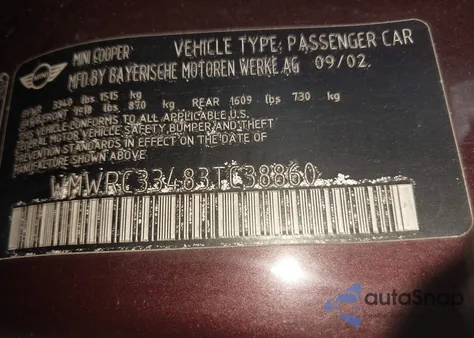 MINI COOPER VEHICLE TYPE: PASSENGER CAR
MFD BY BAYERISCHE MOTOREN WERKE AG 09/02
3340 lbs 1515 kg
FRONT 1918 lbs 870 kg REAR 1609 lbs 730 kg
THIS VEHICLE CONFORMS TO ALL APPLICABLE U.S.
FEDERAL MOTOR VEHICLE SAFETY, BUMPER AND THEFT
PREVENTION STANDARDS IN EFFECT ON THE DATE OF
MANUFACTURE SHOWN ABOVE
WMWRC33483TC38860
autoSnap